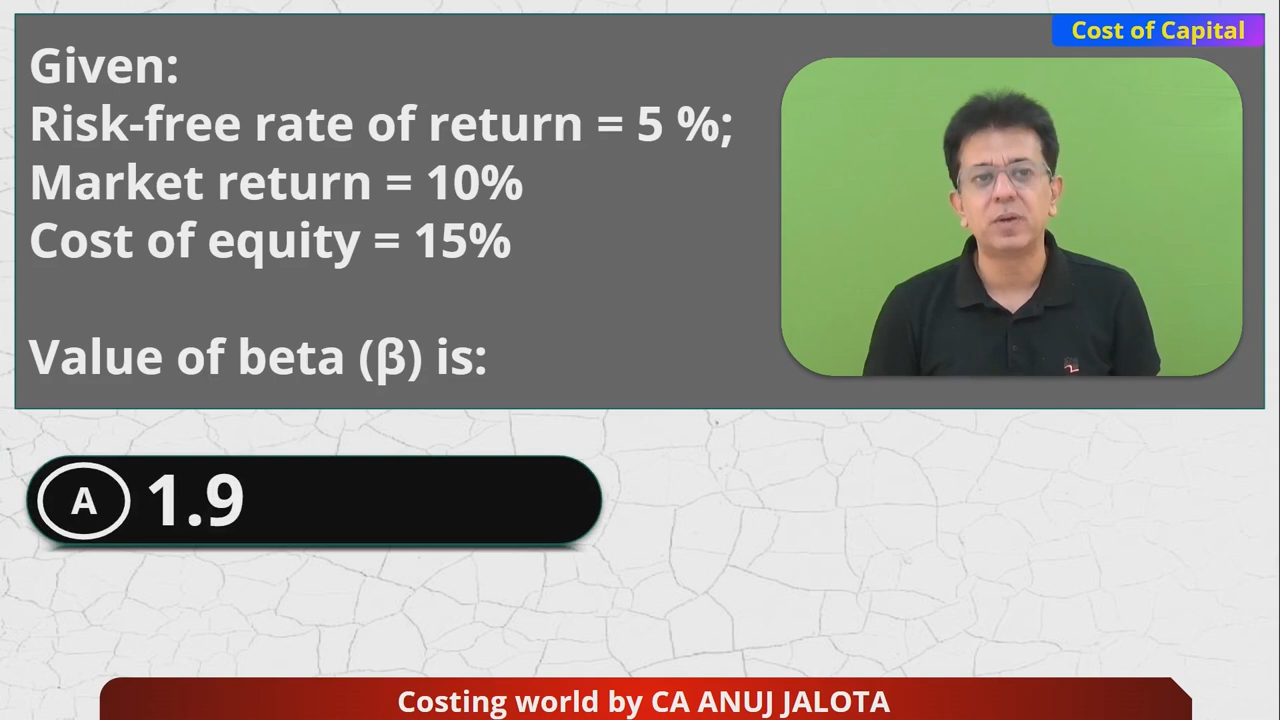 Cost of Capital
Given:
Risk-free rate of return = 5 %;
Market return = 10%
Cost of equity = 15%
Value of beta (β) is:
A 1.9
Costing world by CA ANUJ JALOTA